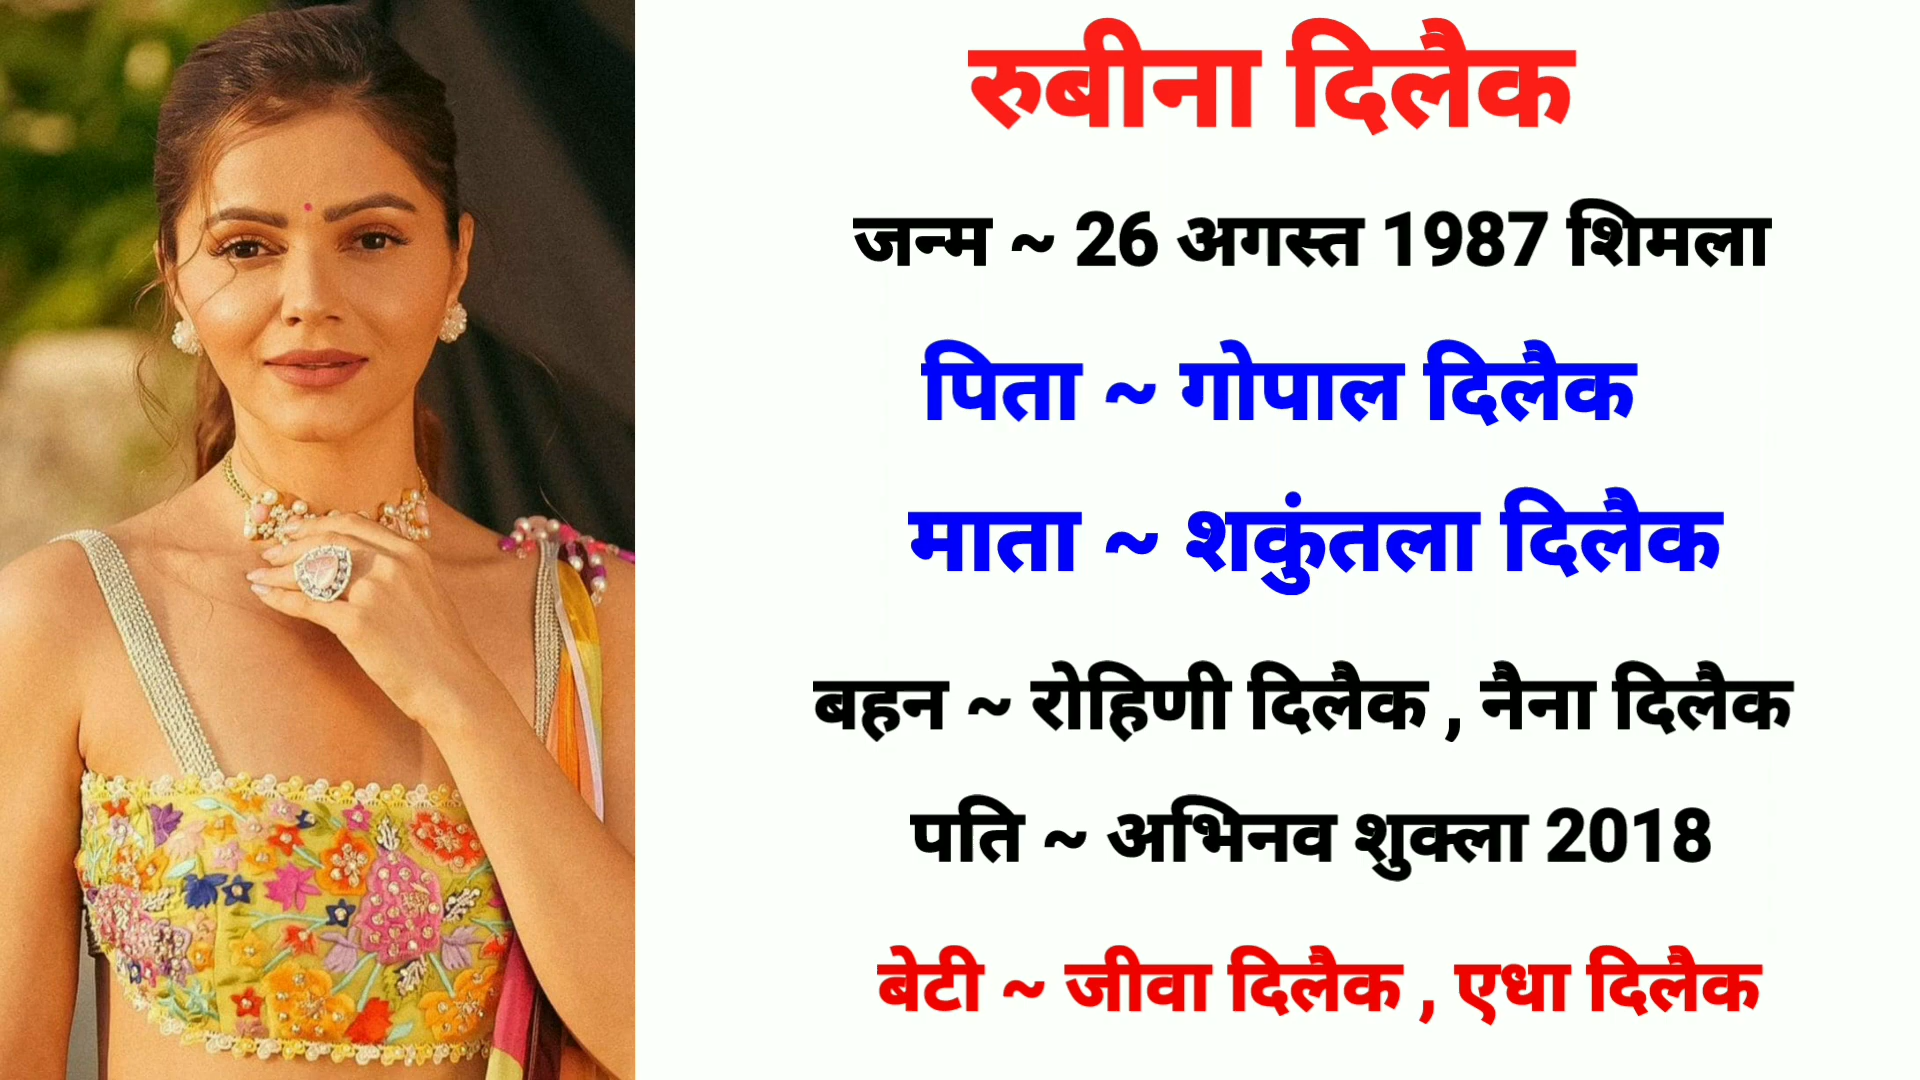 रुबीना दिलैक
जन्म ~ 26 अगस्त 1987 शिमला
पिता ~ गोपाल दिलैक
माता ~ शकुंतला दिलैक
बहन ~ रोहिणी दिलैक , नैना दिलैक
पति ~ अभिनव शुक्ला 2018
बेटी ~ जीवा दिलैक , एधा दिलैक